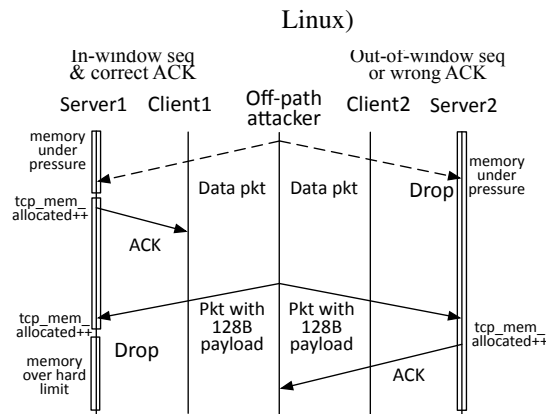 Linux)
In-window seq
& correct ACK
Out-of-window seq
or wrong ACK
Server1
Client1
Off-path
attacker
Client2
Server2
memory
under
pressure
memory
under
pressure
Data pkt
Data pkt
Drop
tcp_mem_
allocated++
ACK
tcp_mem_
allocated++
Pkt with
128B
payload
Pkt with
128B
payload
tcp_mem_
allocated++
Drop
memory
over hard
limit
ACK